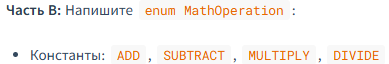 Часть B: Напишите enum MathOperation :
• Константы: ADD , SUBTRACT , MULTIPLY , DIVIDE